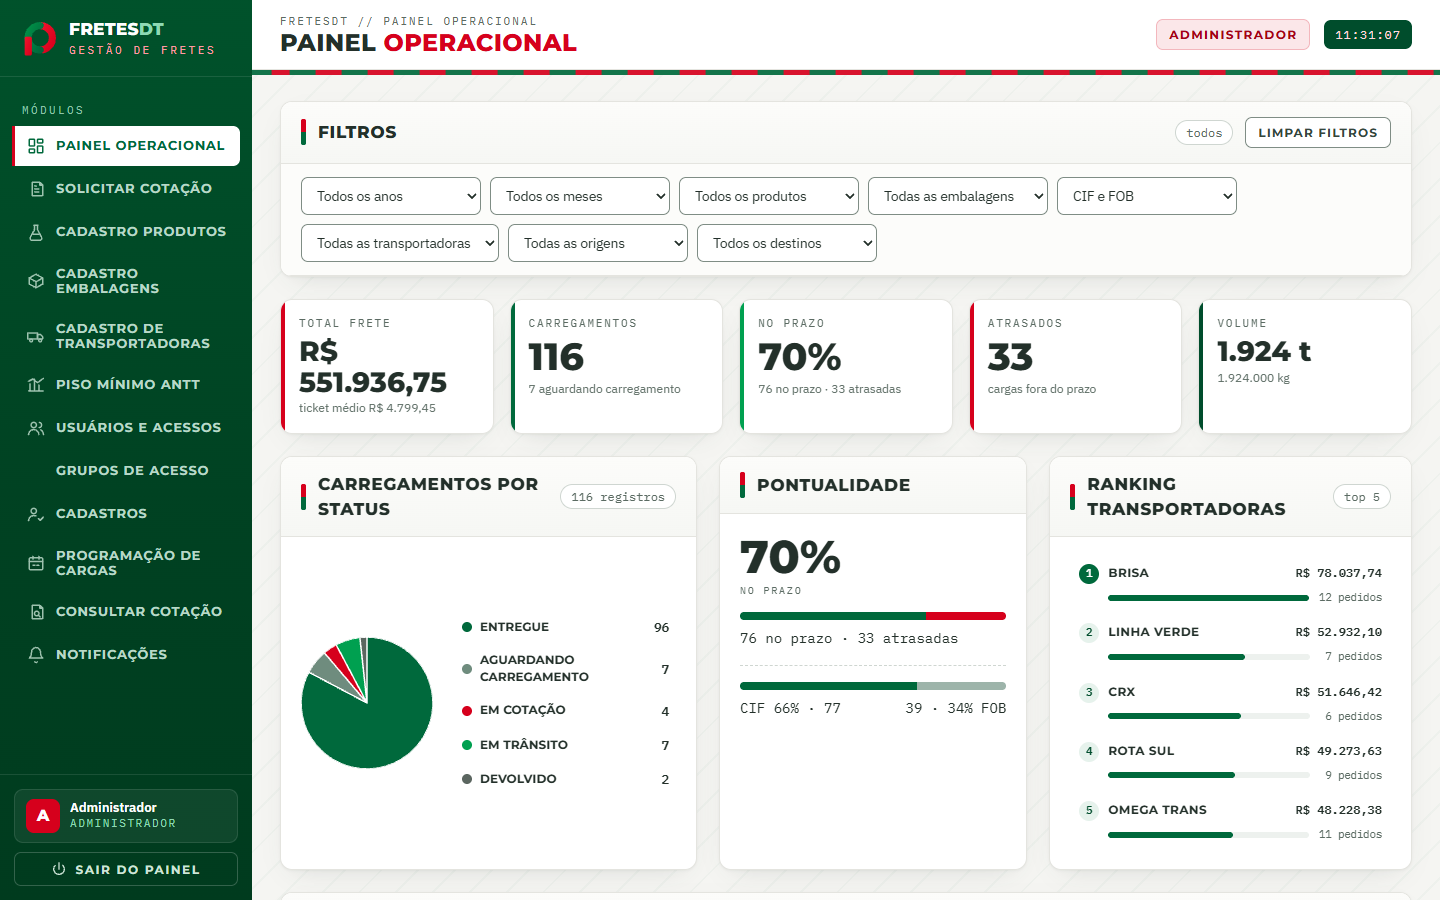 FRETESDT
GESTÃO DE FRETES
MÓDULOS
PAINEL OPERACIONAL
SOLICITAR COTAÇÃO
CADASTRO PRODUTOS
CADASTRO
EMBALAGENS
CADASTRO DE
TRANSPORTADORAS
PISO MÍNIMO ANTT
USUÁRIOS E ACESSOS
GRUPOS DE ACESSO
CADASTROS
PROGRAMAÇÃO DE
CARGAS
CONSULTAR COTAÇÃO
NOTIFICAÇÕES
A
Administrador
ADMINISTRADOR
SAIR DO PAINEL
FRETESDT // PAINEL OPERACIONAL
PAINEL OPERACIONAL
ADMINISTRADOR
11:31:07
FILTROS
todos
LIMPAR FILTROS
Todos os anos
Todos os meses
Todos os produtos
Todas as embalagens
CIF e FOB
Todas as transportadoras
Todas as origens
Todos os destinos
TOTAL FRETE
R$
551.936,75
ticket médio R$ 4.799,45
CARREGAMENTOS
116
7 aguardando carregamento
NO PRAZO
70%
76 no prazo · 33 atrasadas
ATRASADOS
33
cargas fora do prazo
VOLUME
1.924 t
1.924.000 kg
CARREGAMENTOS POR
STATUS
116 registros
ENTREGUE 96
AGUARDANDO
CARREGAMENTO 7
EM COTAÇÃO 4
EM TRÂNSITO 7
DEVOLVIDO 2
PONTUALIDADE
70%
NO PRAZO
76 no prazo · 33 atrasadas
CIF 66% · 77 39 · 34% FOB
RANKING
TRANSPORTADORAS
top 5
1 BRISA R$ 78.037,74
12 pedidos
2 LINHA VERDE R$ 52.932,10
7 pedidos
3 CRX R$ 51.646,42
6 pedidos
4 ROTA SUL R$ 49.273,63
9 pedidos
5 OMEGA TRANS R$ 48.228,38
11 pedidos